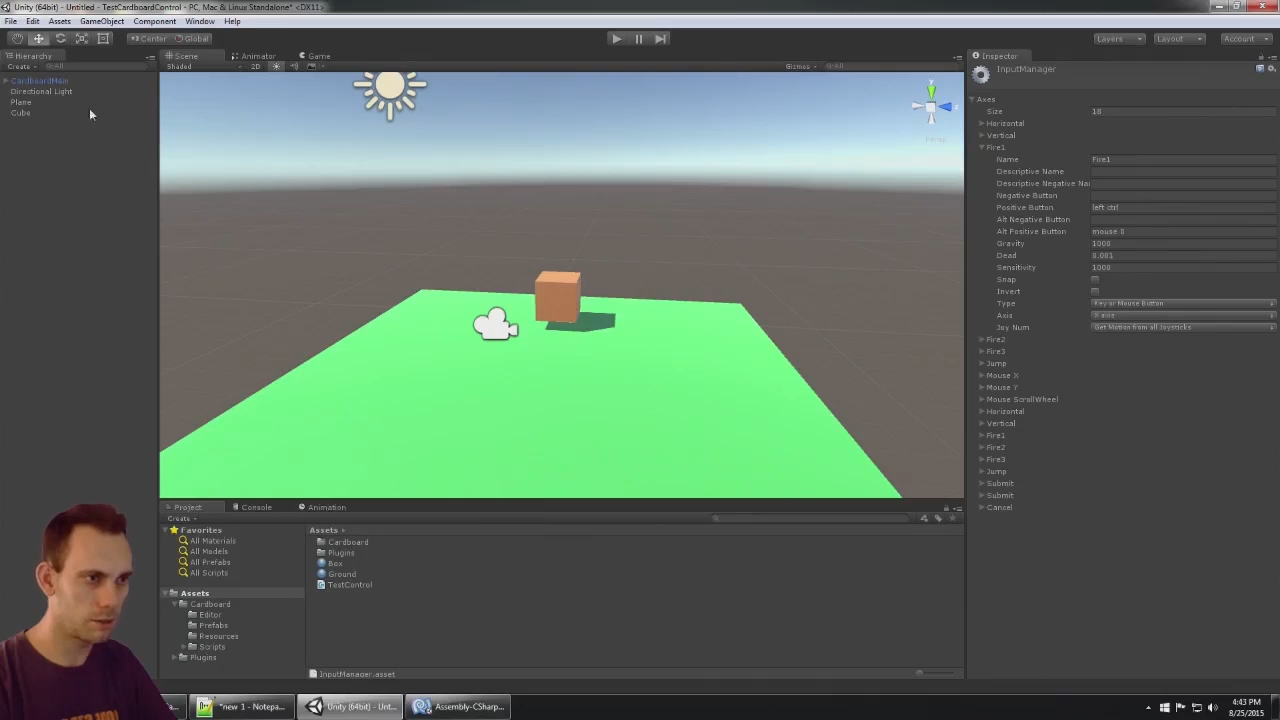 Unity (64bit) - Untitled - TestCardboardControl - PC, Mac & Linux Standalone* <DX11>
File Edit Assets GameObject Component Window Help
Center Global Layers Layout Account
Hierarchy
Create All
CardboardMain
Directional Light
Plane
Cube
Scene Animator Game
Shaded 2D Gizmos All
y
z
Persp
Inspector
InputManager
Axes
Size 18
Horizontal
Vertical
Fire1
Name Fire1
Descriptive Name
Descriptive Negative Nar
Negative Button
Positive Button left ctrl
Alt Negative Button
Alt Positive Button mouse 0
Gravity 1000
Dead 0.001
Sensitivity 1000
Snap
Invert
Type Key or Mouse Button
Axis X axis
Joy Num Get Motion from all Joysticks
Fire2
Fire3
Jump
Mouse X
Mouse Y
Mouse ScrollWheel
Horizontal
Vertical
Fire1
Fire2
Fire3
Jump
Submit
Submit
Cancel
Project Console Animation
Create
Favorites
All Materials
All Models
All Prefabs
All Scripts
Assets
Cardboard
Editor
Prefabs
Resources
Scripts
Plugins
Assets
Cardboard
Plugins
Box
Ground
TestControl
InputManager.asset
*new 1 - Notepa...
Unity (64bit) - Unt...
Assembly-CSharp...
4:43 PM
8/25/2015